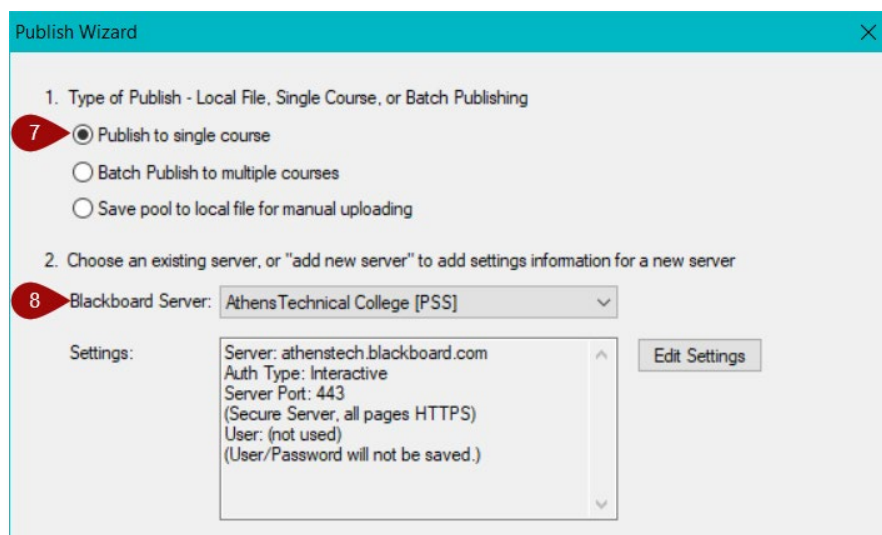 Publish Wizard
1. Type of Publish - Local File, Single Course, or Batch Publishing
7
Publish to single course
Batch Publish to multiple courses
Save pool to local file for manual uploading
2. Choose an existing server, or "add new server" to add settings information for a new server
8
Blackboard Server: AthensTechnical College [PSS]
Settings:
Server: athenstech.blackboard.com
Edit Settings
Auth Type: Interactive
Server Port: 443
(Secure Server, all pages HTTPS)
User: (not used)
(User/Password will not be saved.)